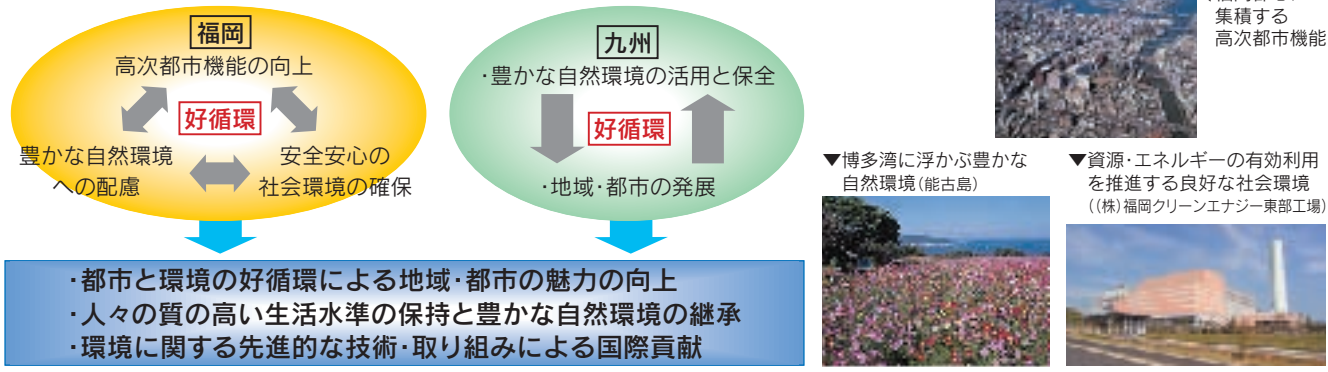 福岡
高次都市機能の向上
好循環
豊かな自然環境
への配慮
安全安心の
社会環境の確保
九州
・豊かな自然環境の活用と保全
好循環
・地域・都市の発展
・都市と環境の好循環による地域・都市の魅力の向上
・人々の質の高い生活水準の保持と豊かな自然環境の継承
・環境に関する先進的な技術・取り組みによる国際貢献
集積する
高次都市機能
▼博多湾に浮かぶ豊かな
自然環境(能古島)
▼資源・エネルギーの有効利用
を推進する良好な社会環境
((株)福岡クリーンエナジー東部工場)